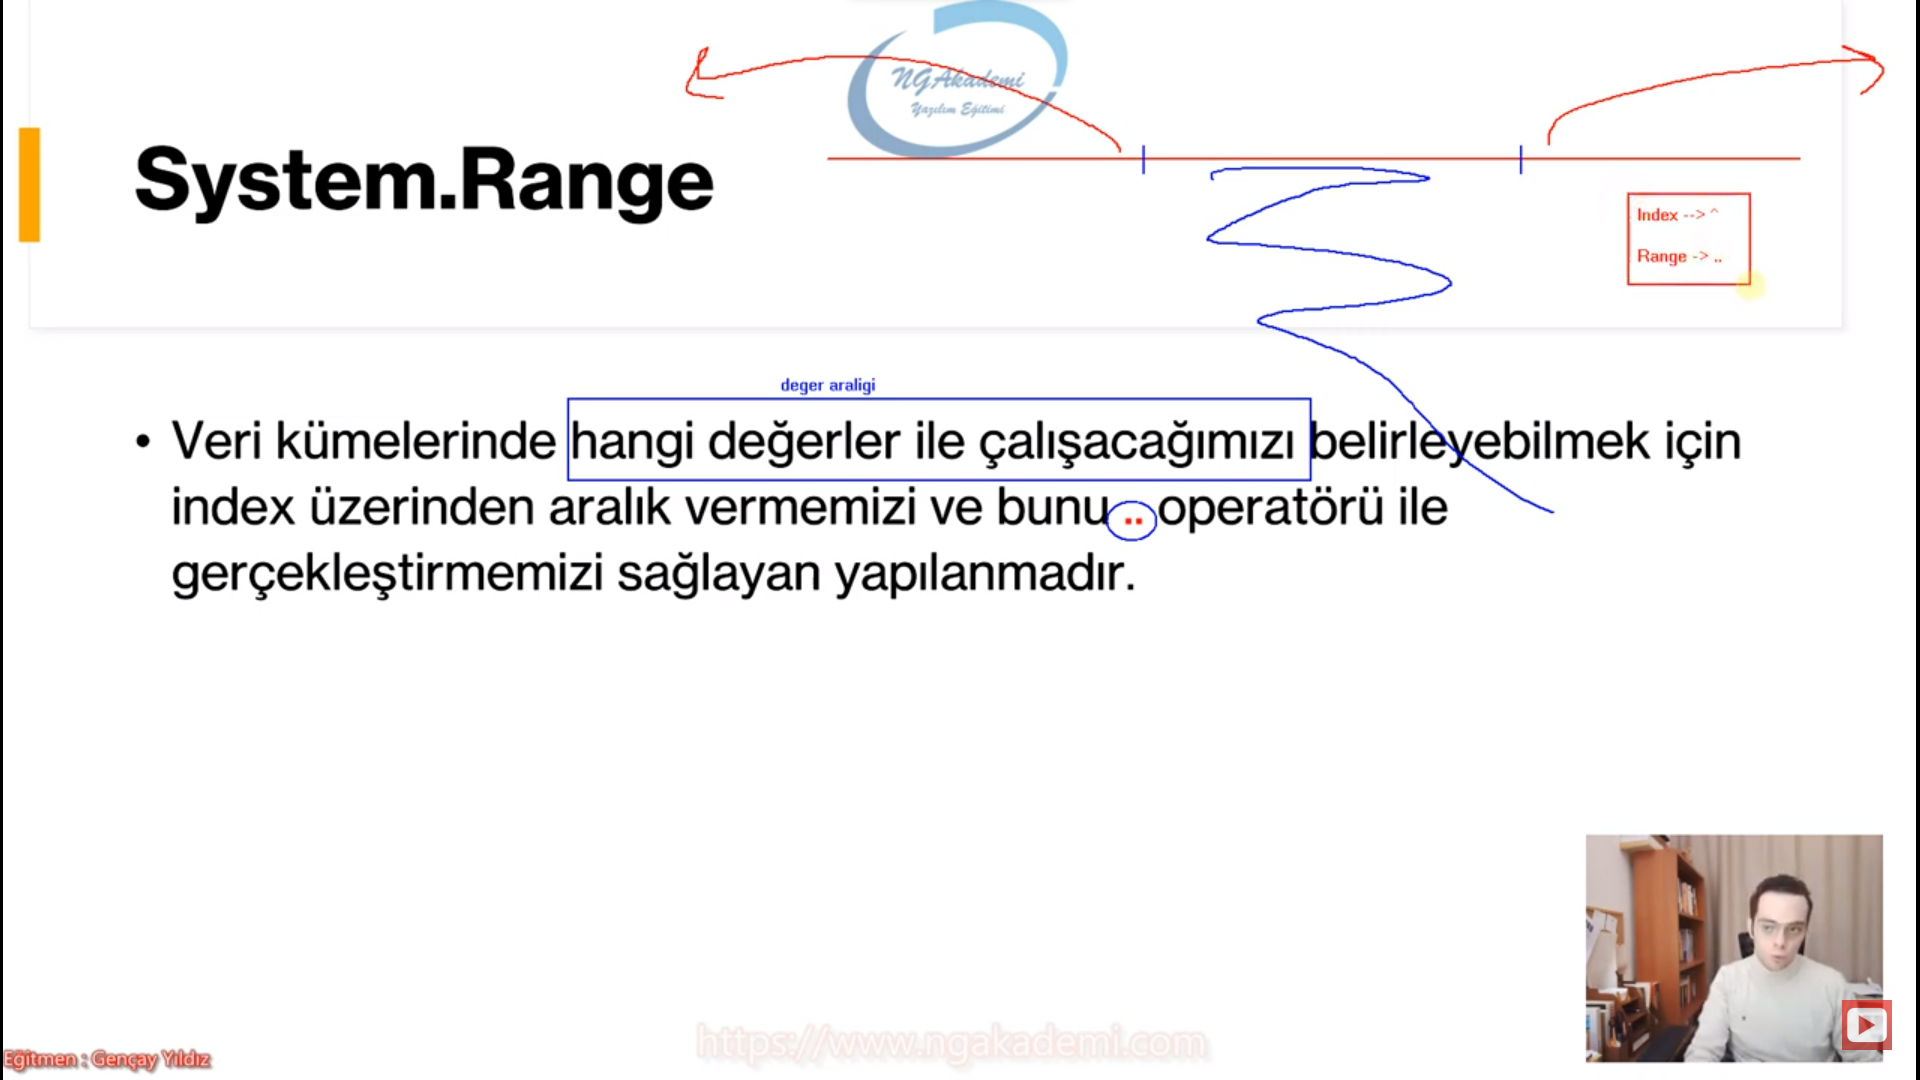 NGAkademi
Yazılım Eğitimi
System.Range
Index --> ^
Range -> ..
deger araligi
• Veri kümelerinde hangi değerler ile çalışacağımızı belirleyebilmek için
index üzerinden aralık vermemizi ve bunu .. operatörü ile
gerçekleştirmemizi sağlayan yapılanmadır.
https://www.ngakademi.com
Eğitmen : Gençay Yıldız